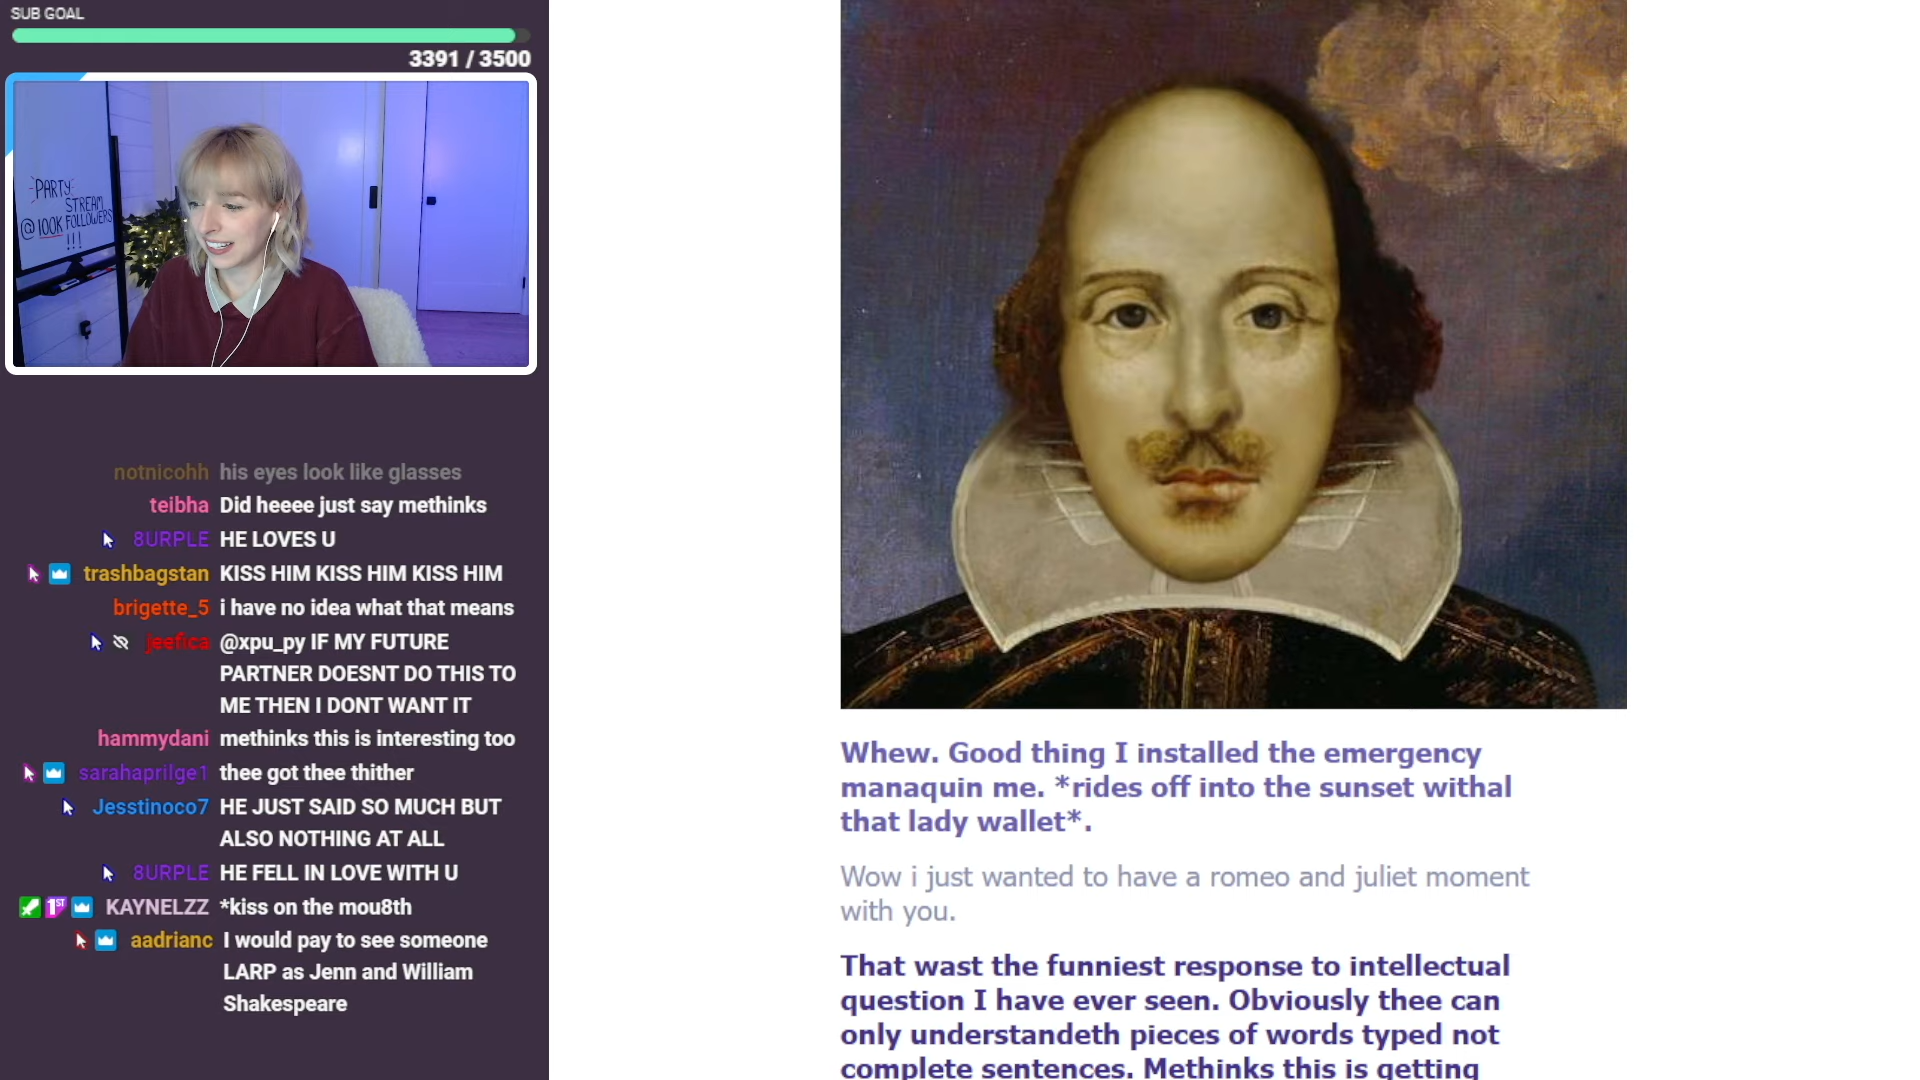 SUB GOAL
3391 / 3500
PARTY
STREAM
@100K FOLLOWERS
!!!
notnicohh his eyes look like glasses
teibha Did heeee just say methinks
8URPLE HE LOVES U
trashbagstan KISS HIM KISS HIM KISS HIM
brigette_5 i have no idea what that means
jeefica @xpu_py IF MY FUTURE
PARTNER DOESNT DO THIS TO
ME THEN I DONT WANT IT
hammydani methinks this is interesting too
sarahaprilge1 thee got thee thither
Jesstinoco7 HE JUST SAID SO MUCH BUT
ALSO NOTHING AT ALL
8URPLE HE FELL IN LOVE WITH U
1ST KAYNELZZ *kiss on the mou8th
aadrianc I would pay to see someone
LARP as Jenn and William
Shakespeare
Whew. Good thing I installed the emergency
manaquin me. *rides off into the sunset withal
that lady wallet*.
Wow i just wanted to have a romeo and juliet moment
with you.
That wast the funniest response to intellectual
question I have ever seen. Obviously thee can
only understandeth pieces of words typed not
complete sentences. Methinks this is getting